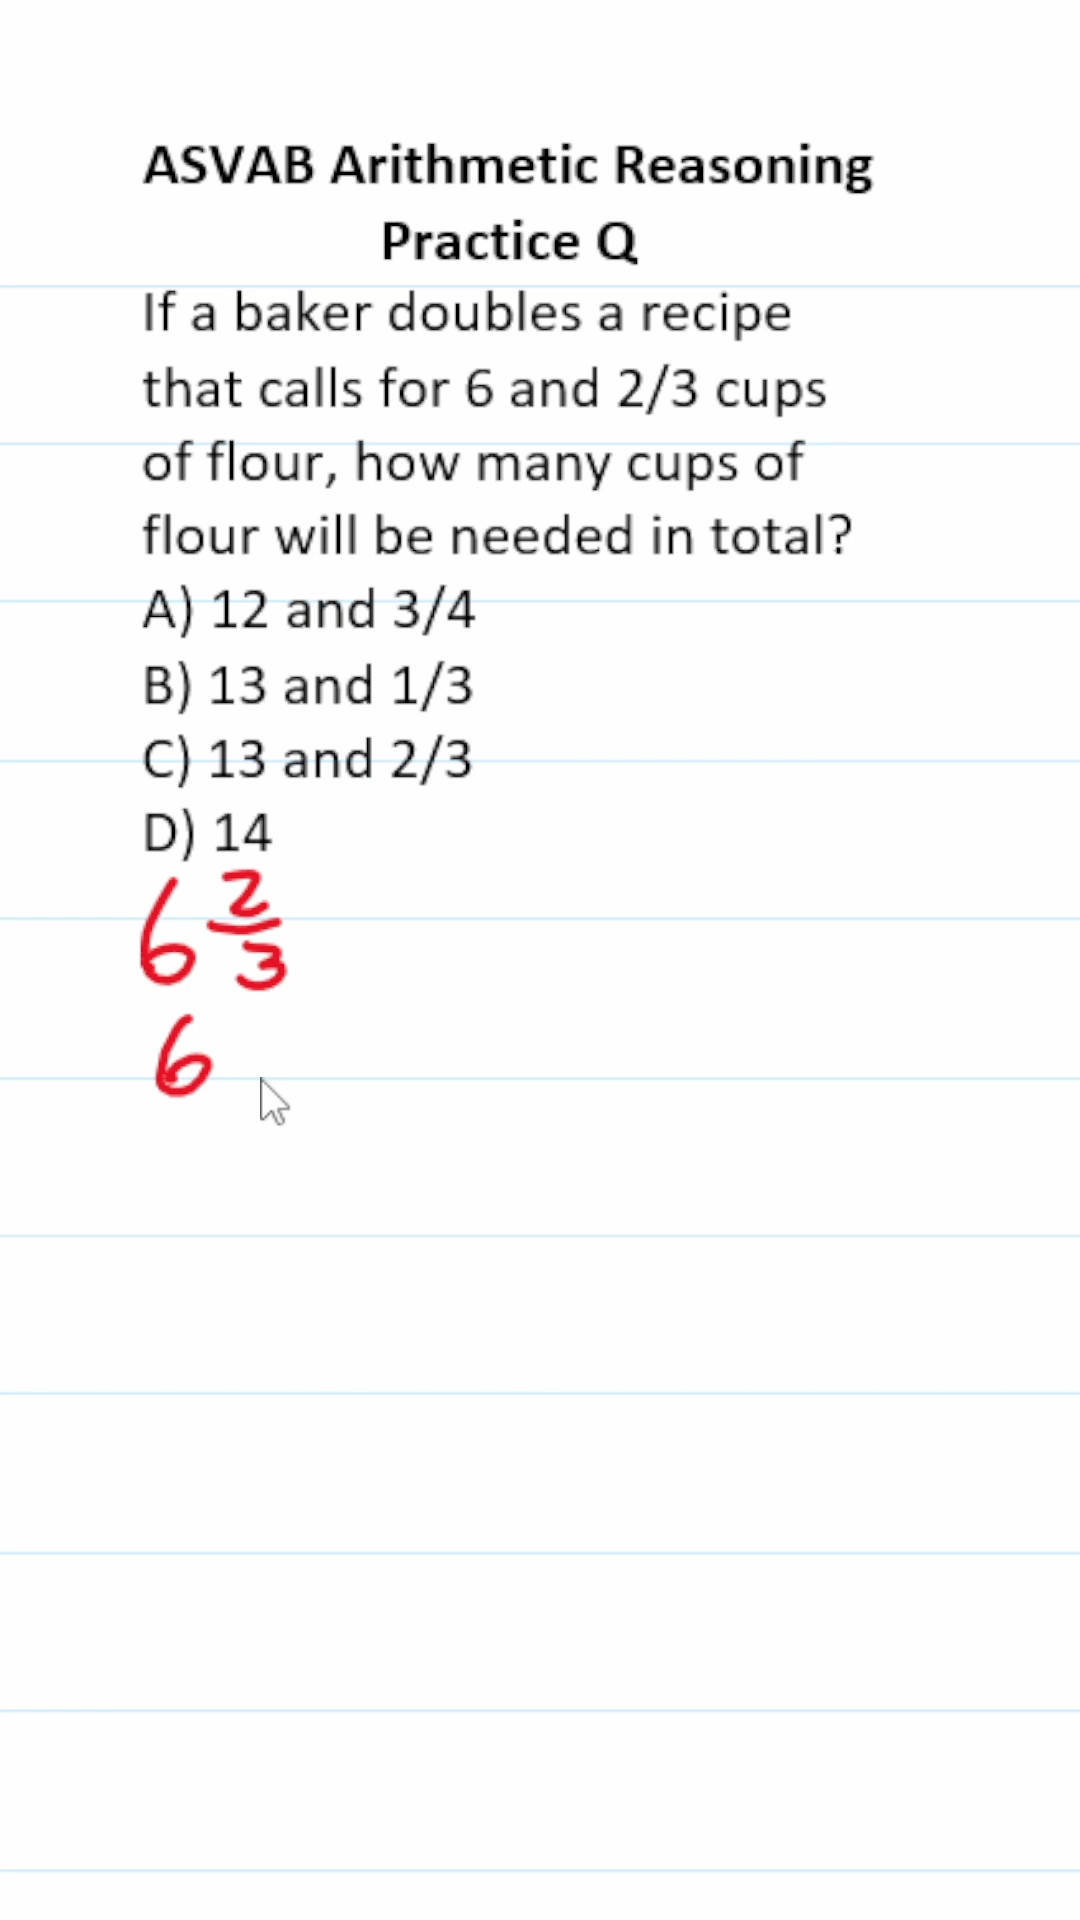 ASVAB Arithmetic Reasoning
Practice Q
If a baker doubles a recipe
that calls for 6 and 2/3 cups
of flour, how many cups of
flour will be needed in total?
A) 12 and 3/4
B) 13 and 1/3
C) 13 and 2/3
D) 14
6 2/3
6